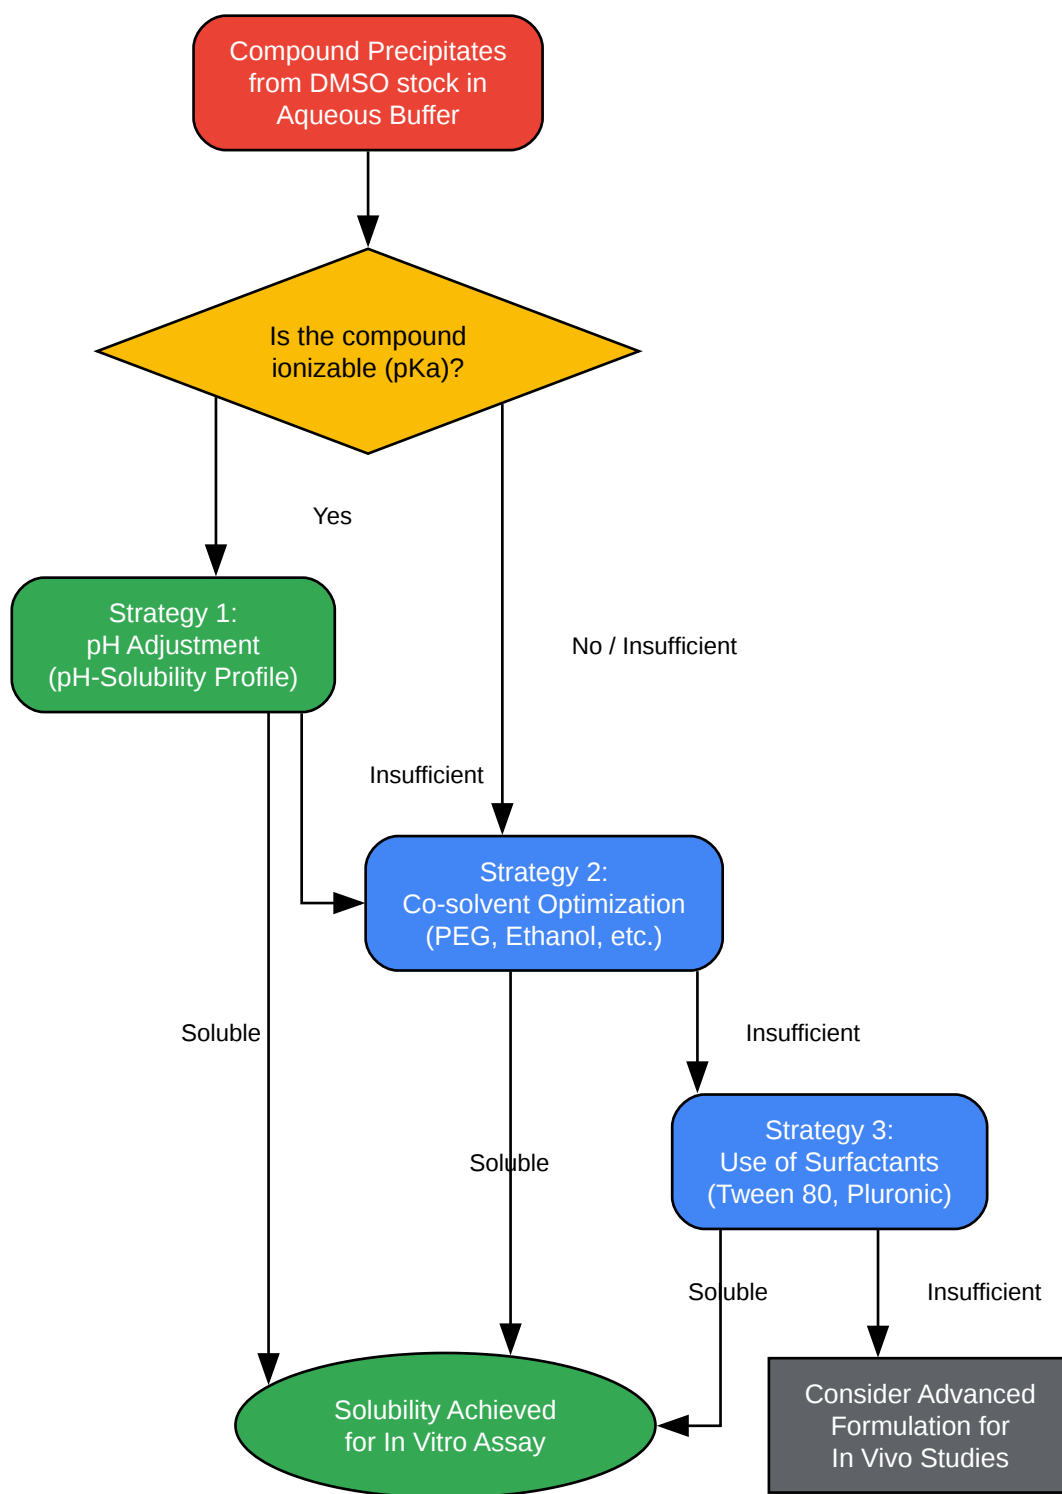 Compound Precipitates
from DMSO stock in
Aqueous Buffer
Is the compound
ionizable (pKa)?
Yes
Strategy 1:
pH Adjustment
(pH-Solubility Profile)
No / Insufficient
Insufficient
Strategy 2:
Co-solvent Optimization
(PEG, Ethanol, etc.)
Soluble
Insufficient
Strategy 3:
Use of Surfactants
(Tween 80, Pluronic)
Soluble
Soluble
Insufficient
Solubility Achieved
for In Vitro Assay
Consider Advanced
Formulation for
In Vivo Studies